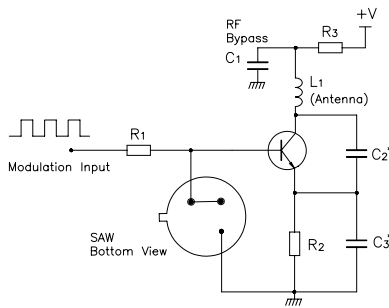 +V
RF
Bypass
R3
C1
L1
(Antenna)
R1
Modulation Input
C2*
SAW
Bottom View
R2
C3*